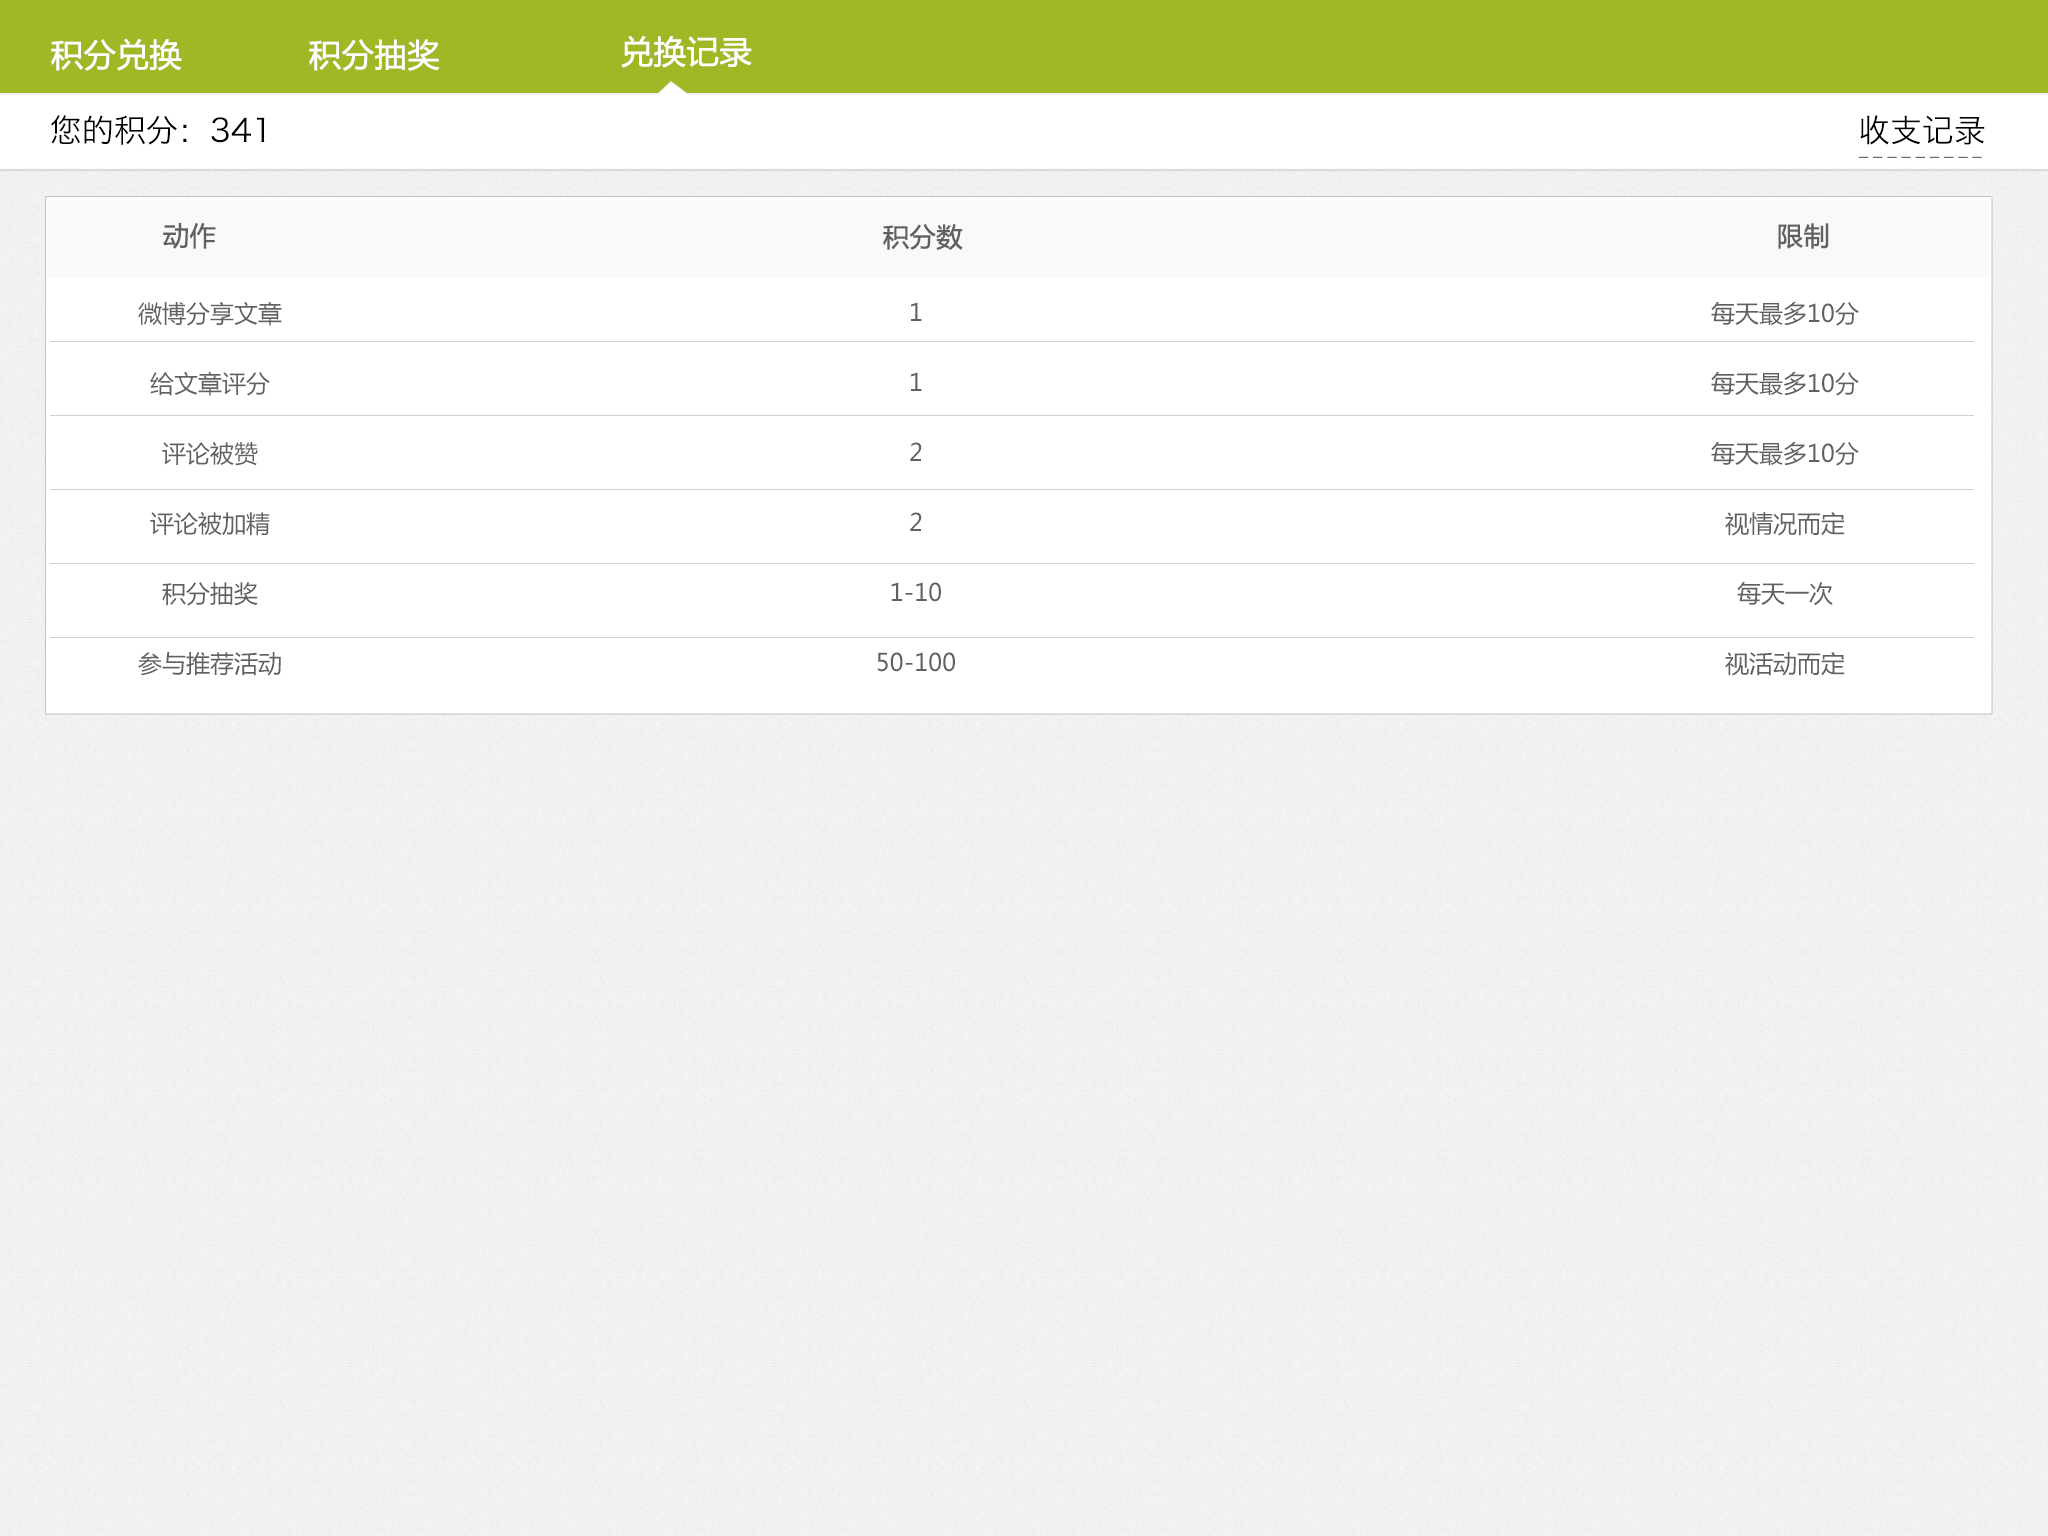 积分兑换 积分抽奖 兑换记录
您的积分：341 收支记录
动作 积分数 限制
微博分享文章 1 每天最多10分
给文章评分 1 每天最多10分
评论被赞 2 每天最多10分
评论被加精 2 视情况而定
积分抽奖 1-10 每天一次
参与推荐活动 50-100 视活动而定